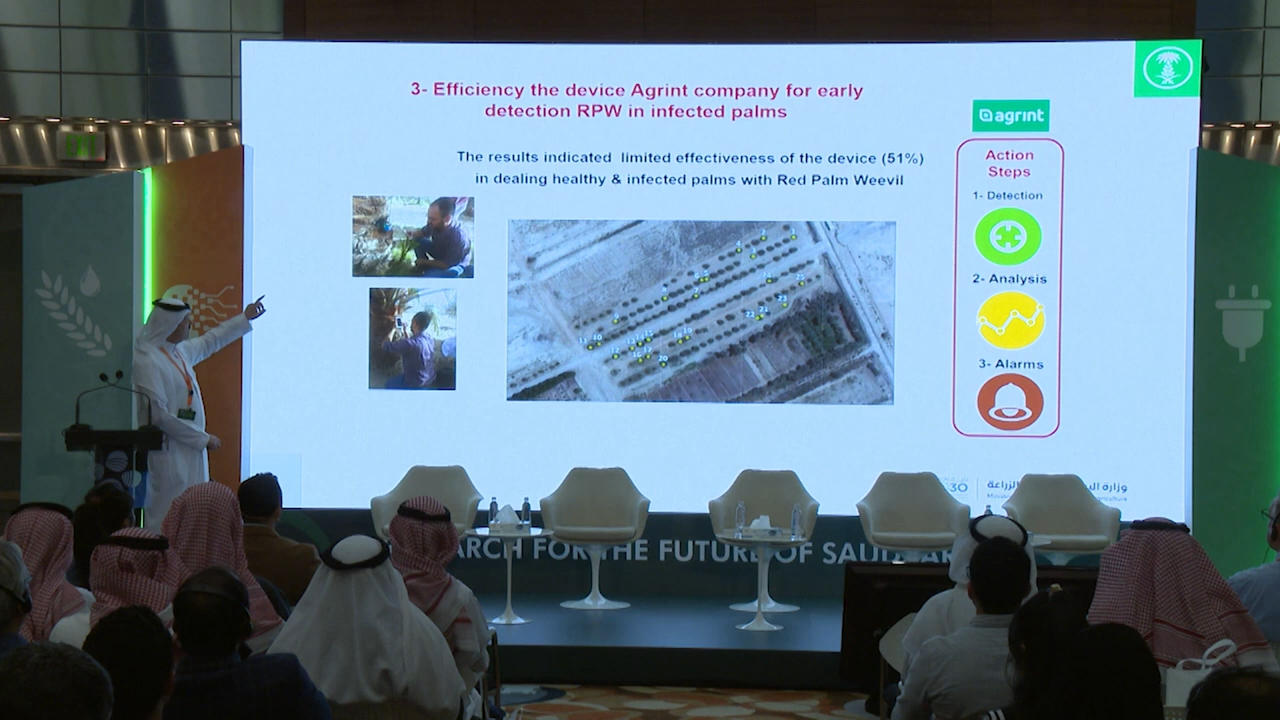 3- Efficiency the device Agrint company for early
detection RPW in infected palms
agrint
The results indicated limited effectiveness of the device (51%)
in dealing healthy & infected palms with Red Palm Weevil
Action
Steps
1- Detection
2- Analysis
3- Alarms
30
وزارة
الزراعة
FOR THE FUTURE OF
EXIT